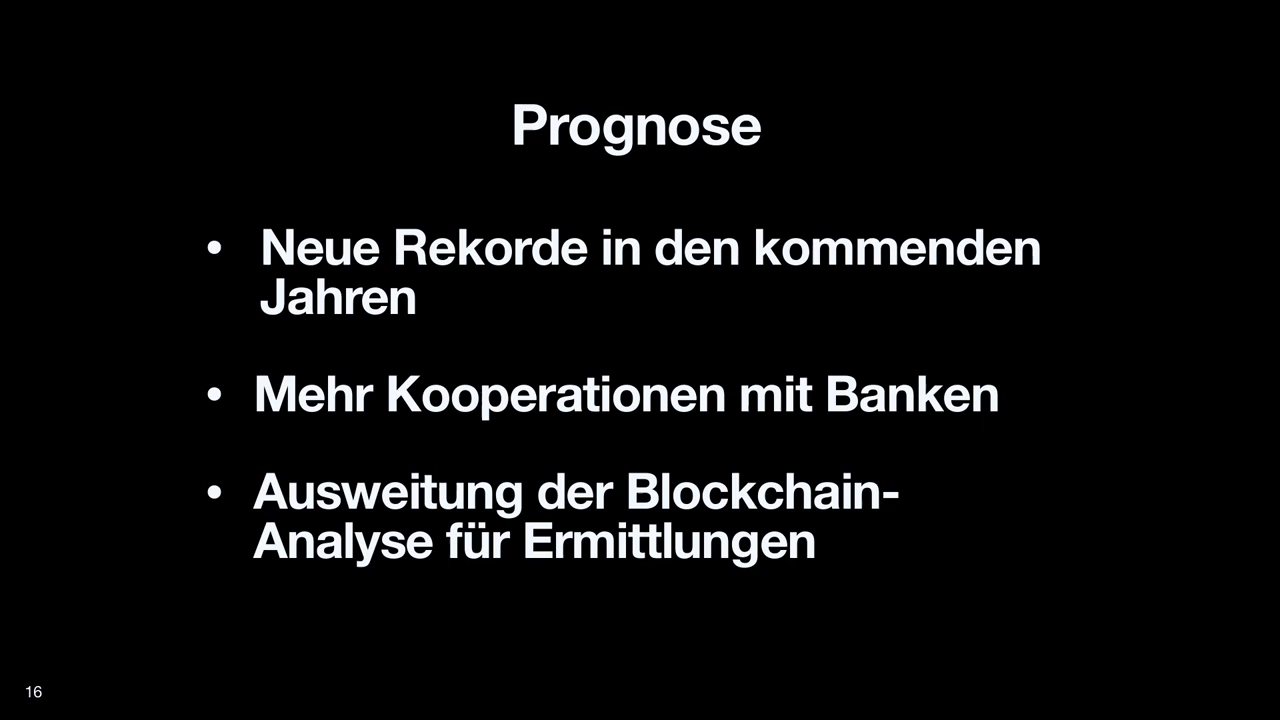 Prognose
• Neue Rekorde in den kommenden
Jahren
• Mehr Kooperationen mit Banken
• Ausweitung der Blockchain-
Analyse für Ermittlungen
16